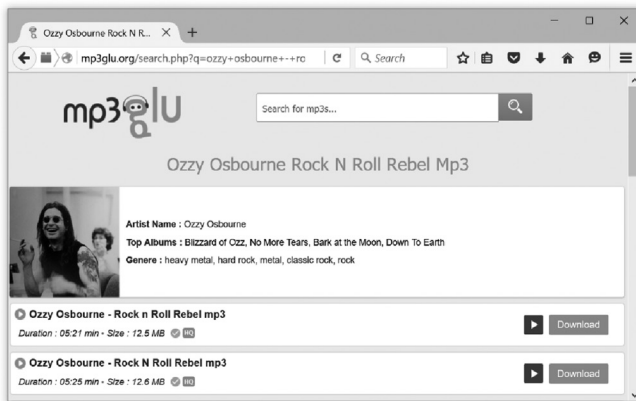 Ozzy Osbourne Rock N R...
mp3glu.org/search.php?q=ozzy+osbourne+-+ro
Search
mp3glu
Search for mp3s...
Ozzy Osbourne Rock N Roll Rebel Mp3
Artist Name : Ozzy Osbourne
Top Albums : Blizzard of Ozz, No More Tears, Bark at the Moon, Down To Earth
Genere : heavy metal, hard rock, metal, classic rock, rock
Ozzy Osbourne - Rock n Roll Rebel mp3
Download
Duration : 05:21 min - Size : 12.5 MB HQ
Ozzy Osbourne - Rock N Roll Rebel mp3
Download
Duration : 05:25 min - Size : 12.6 MB HQ